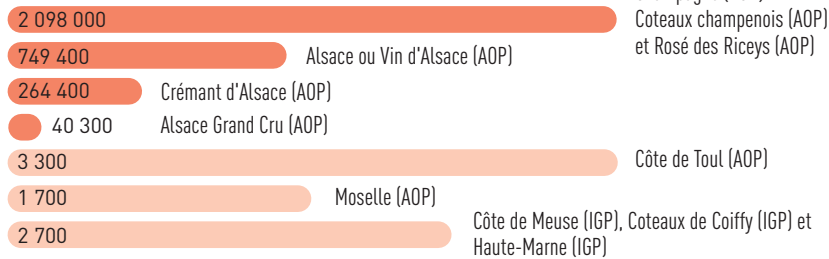 2 098 000
Coteaux champenois (AOP)
et Rosé des Riceys (AOP)
749 400 Alsace ou Vin d'Alsace (AOP)
264 400 Crémant d'Alsace (AOP)
40 300 Alsace Grand Cru (AOP)
3 300 Côte de Toul (AOP)
1 700 Moselle (AOP)
2 700 Côte de Meuse (IGP), Coteaux de Coiffy (IGP) et
Haute-Marne (IGP)